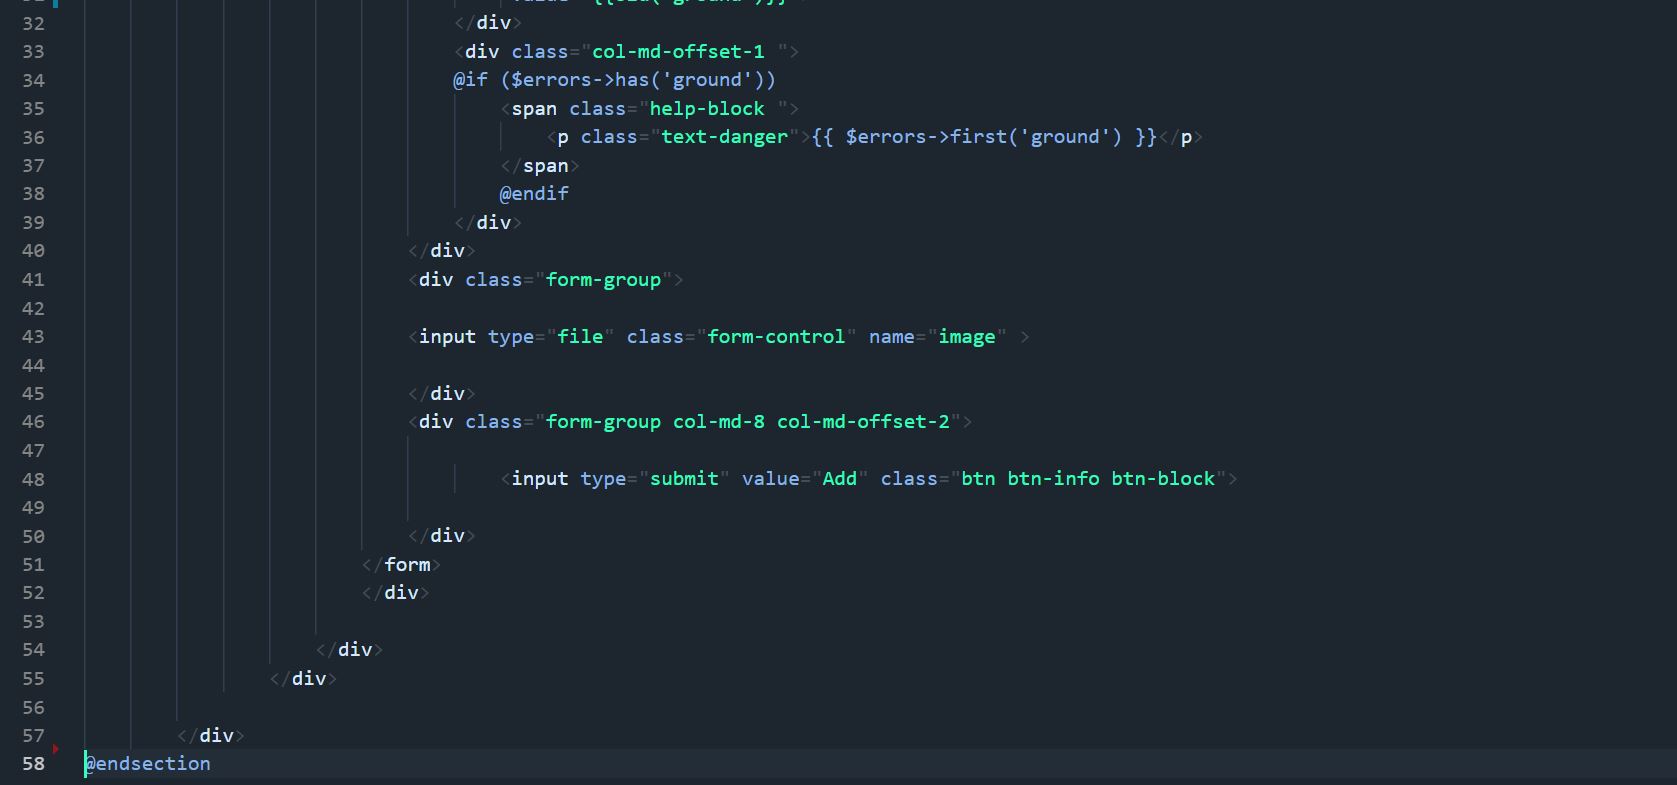 32 </div>
33 <div class="col-md-offset-1 ">
34 @if ($errors->has('ground'))
35 <span class="help-block ">
36 <p class="text-danger">{{ $errors->first('ground') }}</p>
37 </span>
38 @endif
39 </div>
40 </div>
41 <div class="form-group">
42
43 <input type="file" class="form-control" name="image" >
44
45 </div>
46 <div class="form-group col-md-8 col-md-offset-2">
47
48 <input type="submit" value="Add" class="btn btn-info btn-block">
49
50 </div>
51 </form>
52 </div>
53
54 </div>
55 </div>
56
57 </div>
58 @endsection